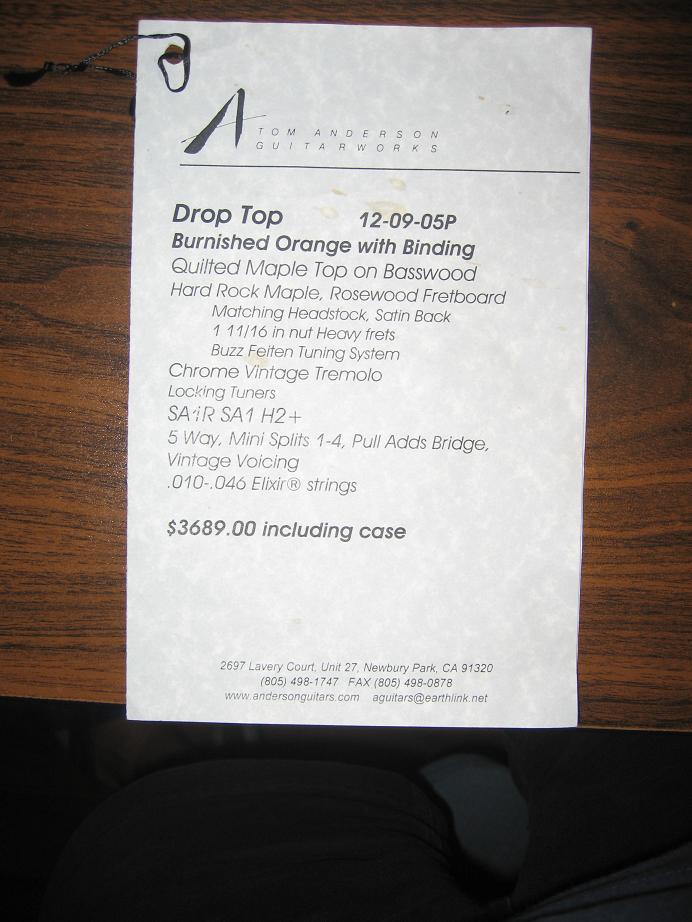 TOM ANDERSON
GUITARWORKS
Drop Top 12-09-05P
Burnished Orange with Binding
Quilted Maple Top on Basswood
Hard Rock Maple, Rosewood Fretboard
Matching Headstock, Satin Back
1 11/16 in nut Heavy frets
Buzz Feiten Tuning System
Chrome Vintage Tremolo
Locking Tuners
SA1R SA1 H2+
5 Way, Mini Splits 1-4, Pull Adds Bridge,
Vintage Voicing
.010-.046 Elixir® strings
$3689.00 including case
2697 Lavery Court, Unit 27, Newbury Park, CA 91320
(805) 498-1747 FAX (805) 498-0878
www.andersonguitars.com aguitars@earthlink.net